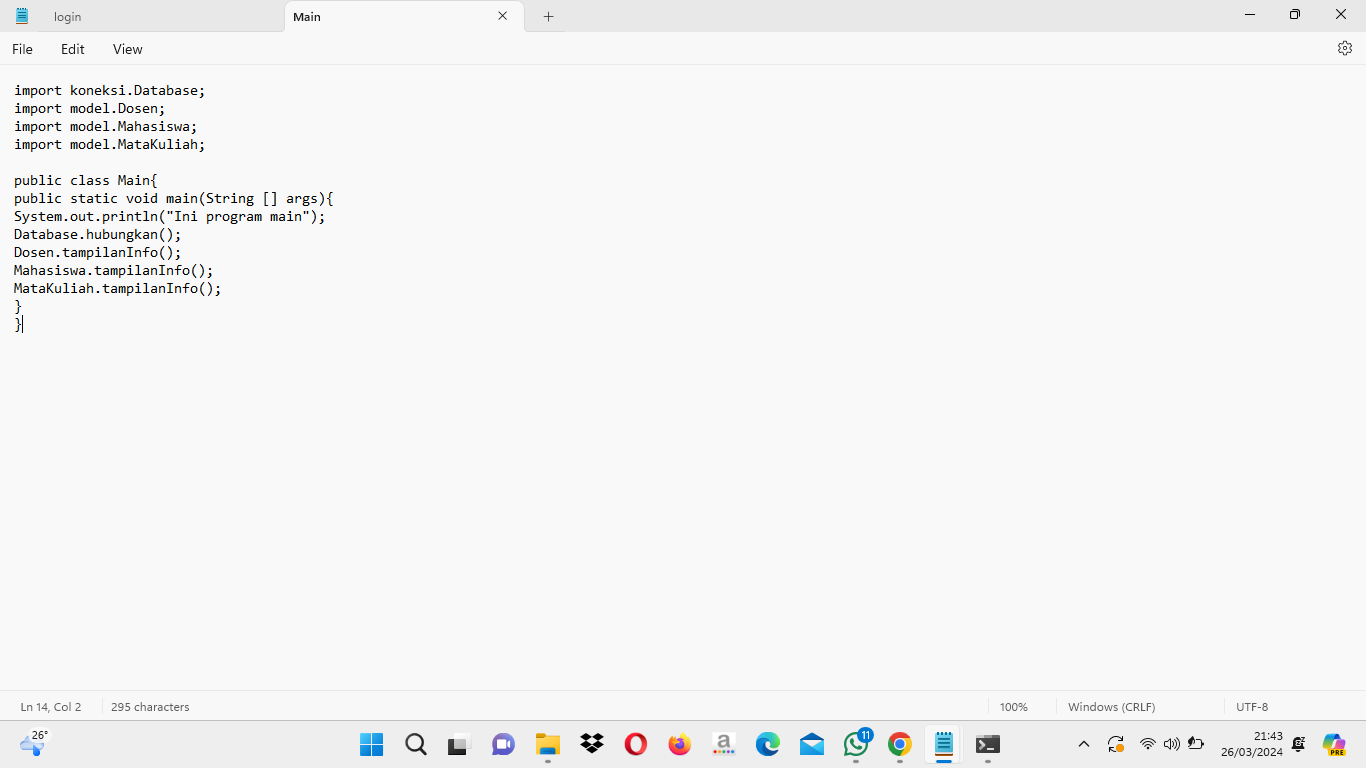 login
Main
File Edit View
import koneksi.Database;
import model.Dosen;
import model.Mahasiswa;
import model.MataKuliah;
public class Main{
public static void main(String [] args){
System.out.println("Ini program main");
Database.hubungkan();
Dosen.tampilanInfo();
Mahasiswa.tampilanInfo();
MataKuliah.tampilanInfo();
}
}
Ln 14, Col 2 295 characters 100% Windows (CRLF) UTF-8
26°
a
11
21:43
26/03/2024
PRE